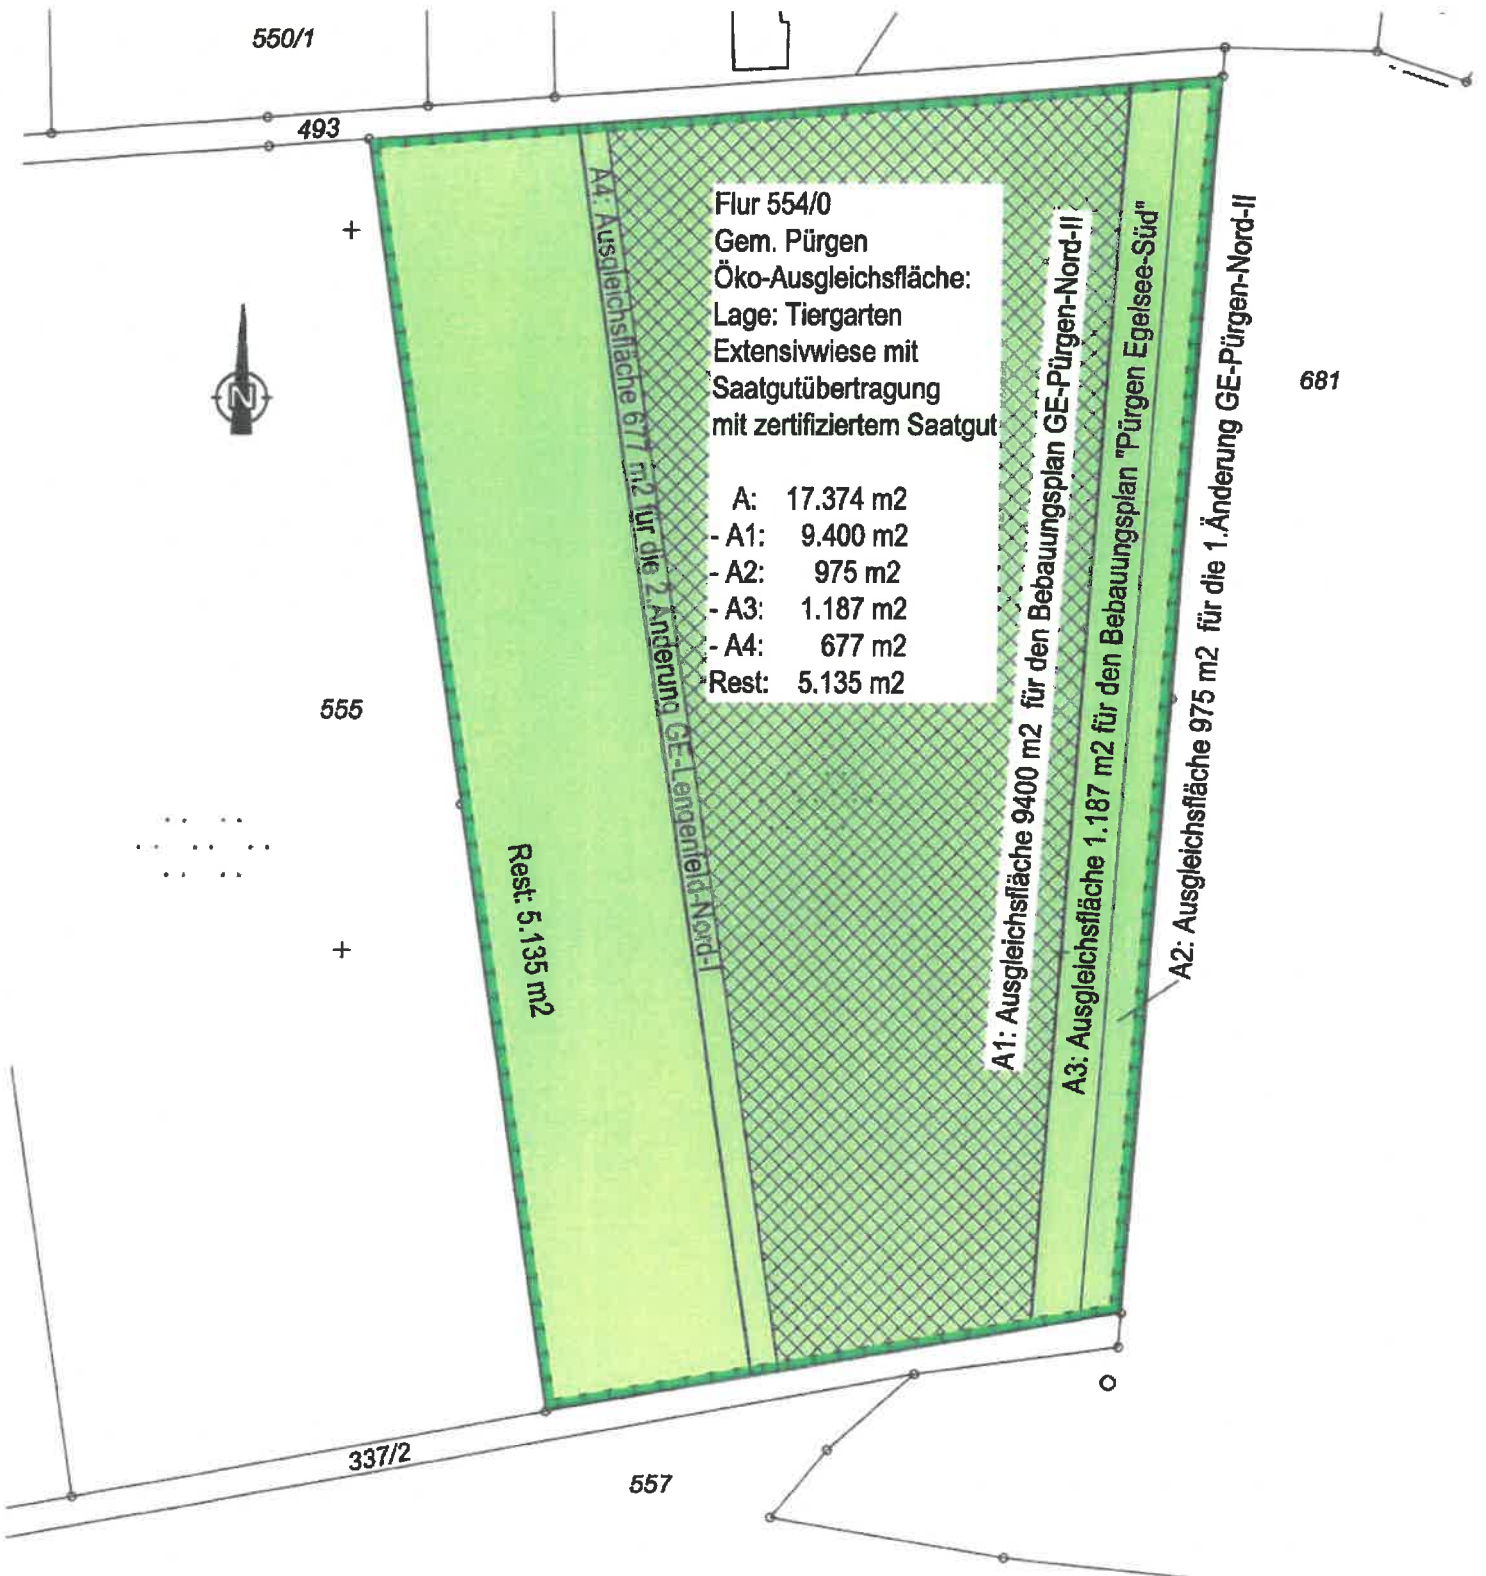 550/1
493
Flur 554/0
Gem. Pürgen
Öko-Ausgleichsfläche:
Lage: Tiergarten
Extensivwiese mit
Saatgutübertragung
mit zertifiziertem Saatgut
A: 17.374 m2
- A1: 9.400 m2
- A2: 975 m2
- A3: 1.187 m2
- A4: 677 m2
Rest: 5.135 m2
A4: Ausgleichsfläche 677 m2 für die 2.Änderung GE-Lengenfeld-Nord-I
A1: Ausgleichsfläche 9400 m2 für den Bebauungsplan GE-Pürgen-Nord-II
A3: Ausgleichsfläche 1.187 m2 für den Bebauungsplan "Pürgen Egelsee-Süd"
A2: Ausgleichsfläche 975 m2 für die 1.Änderung GE-Pürgen-Nord-II
681
N
555
Rest: 5.135 m2
337/2
557